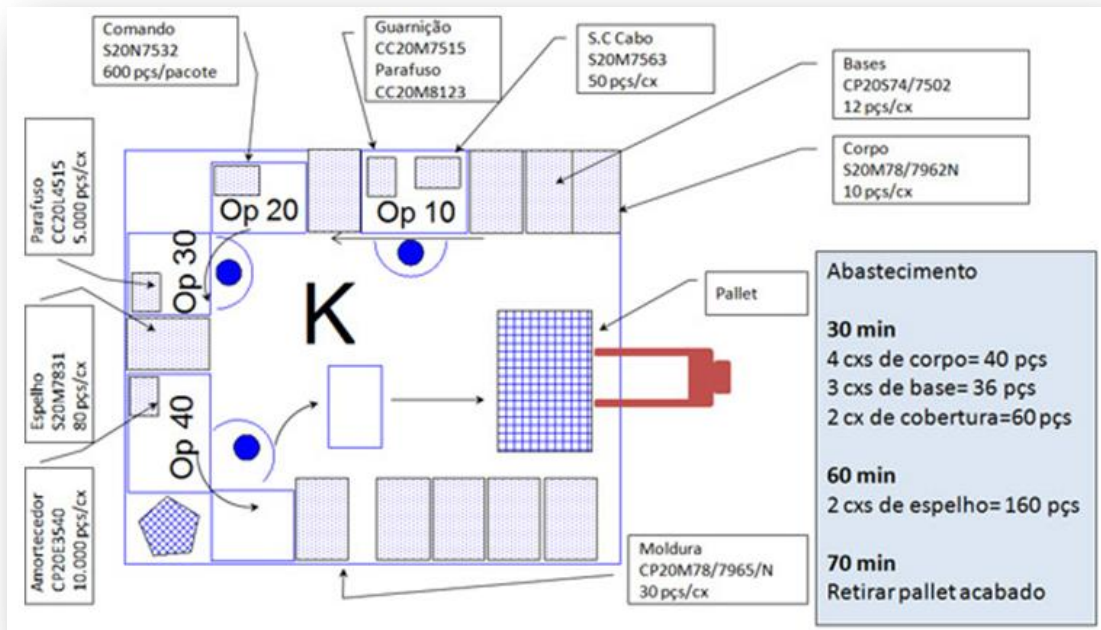 Comando
S20N7532
600 pçs/pacote
Guarnição
CC20M7515
Parafuso
CC20M8123
S.C Cabo
S20M7563
50 pçs/cx
Bases
CP20S74/7502
12 pçs/cx
Corpo
S20M78/7962N
10 pçs/cx
Parafuso
CC20L4515
5.000 pçs/cx
Espelho
S20M7831
80 pçs/cx
Amortecedor
CP20E3540
10.000 pçs/cx
Op 20
Op 10
Op 30
Op 40
K
Pallet
Moldura
CP20M78/7965/N
30 pçs/cx
Abastecimento
30 min
4 cxs de corpo= 40 pçs
3 cxs de base= 36 pçs
2 cx de cobertura=60 pçs
60 min
2 cxs de espelho= 160 pçs
70 min
Retirar pallet acabado